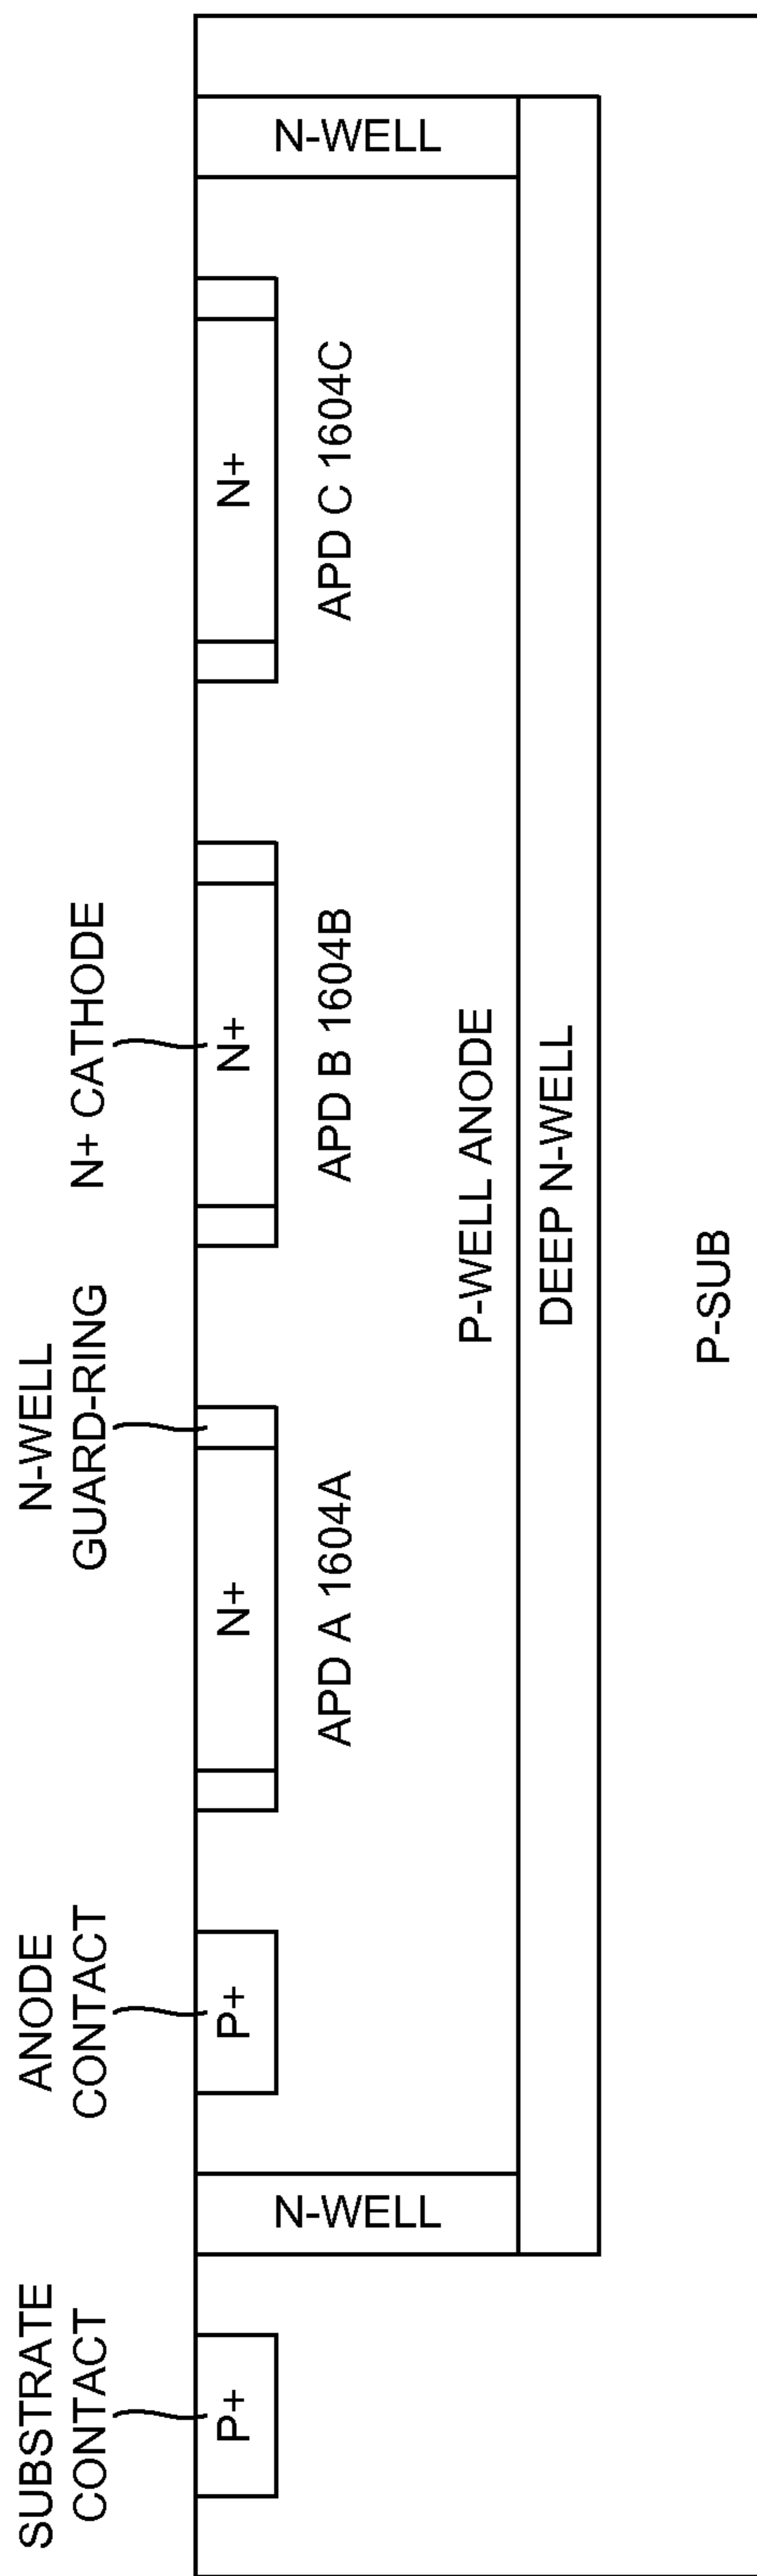 SUBSTRATE
CONTACT
ANODE
CONTACT
N-WELL
GUARD-RING
N+ CATHODE
P+
P+
N+
N+
N+
N-WELL
N-WELL
APD A 1604A
APD B 1604B
APD C 1604C
P-WELL ANODE
DEEP N-WELL
P-SUB